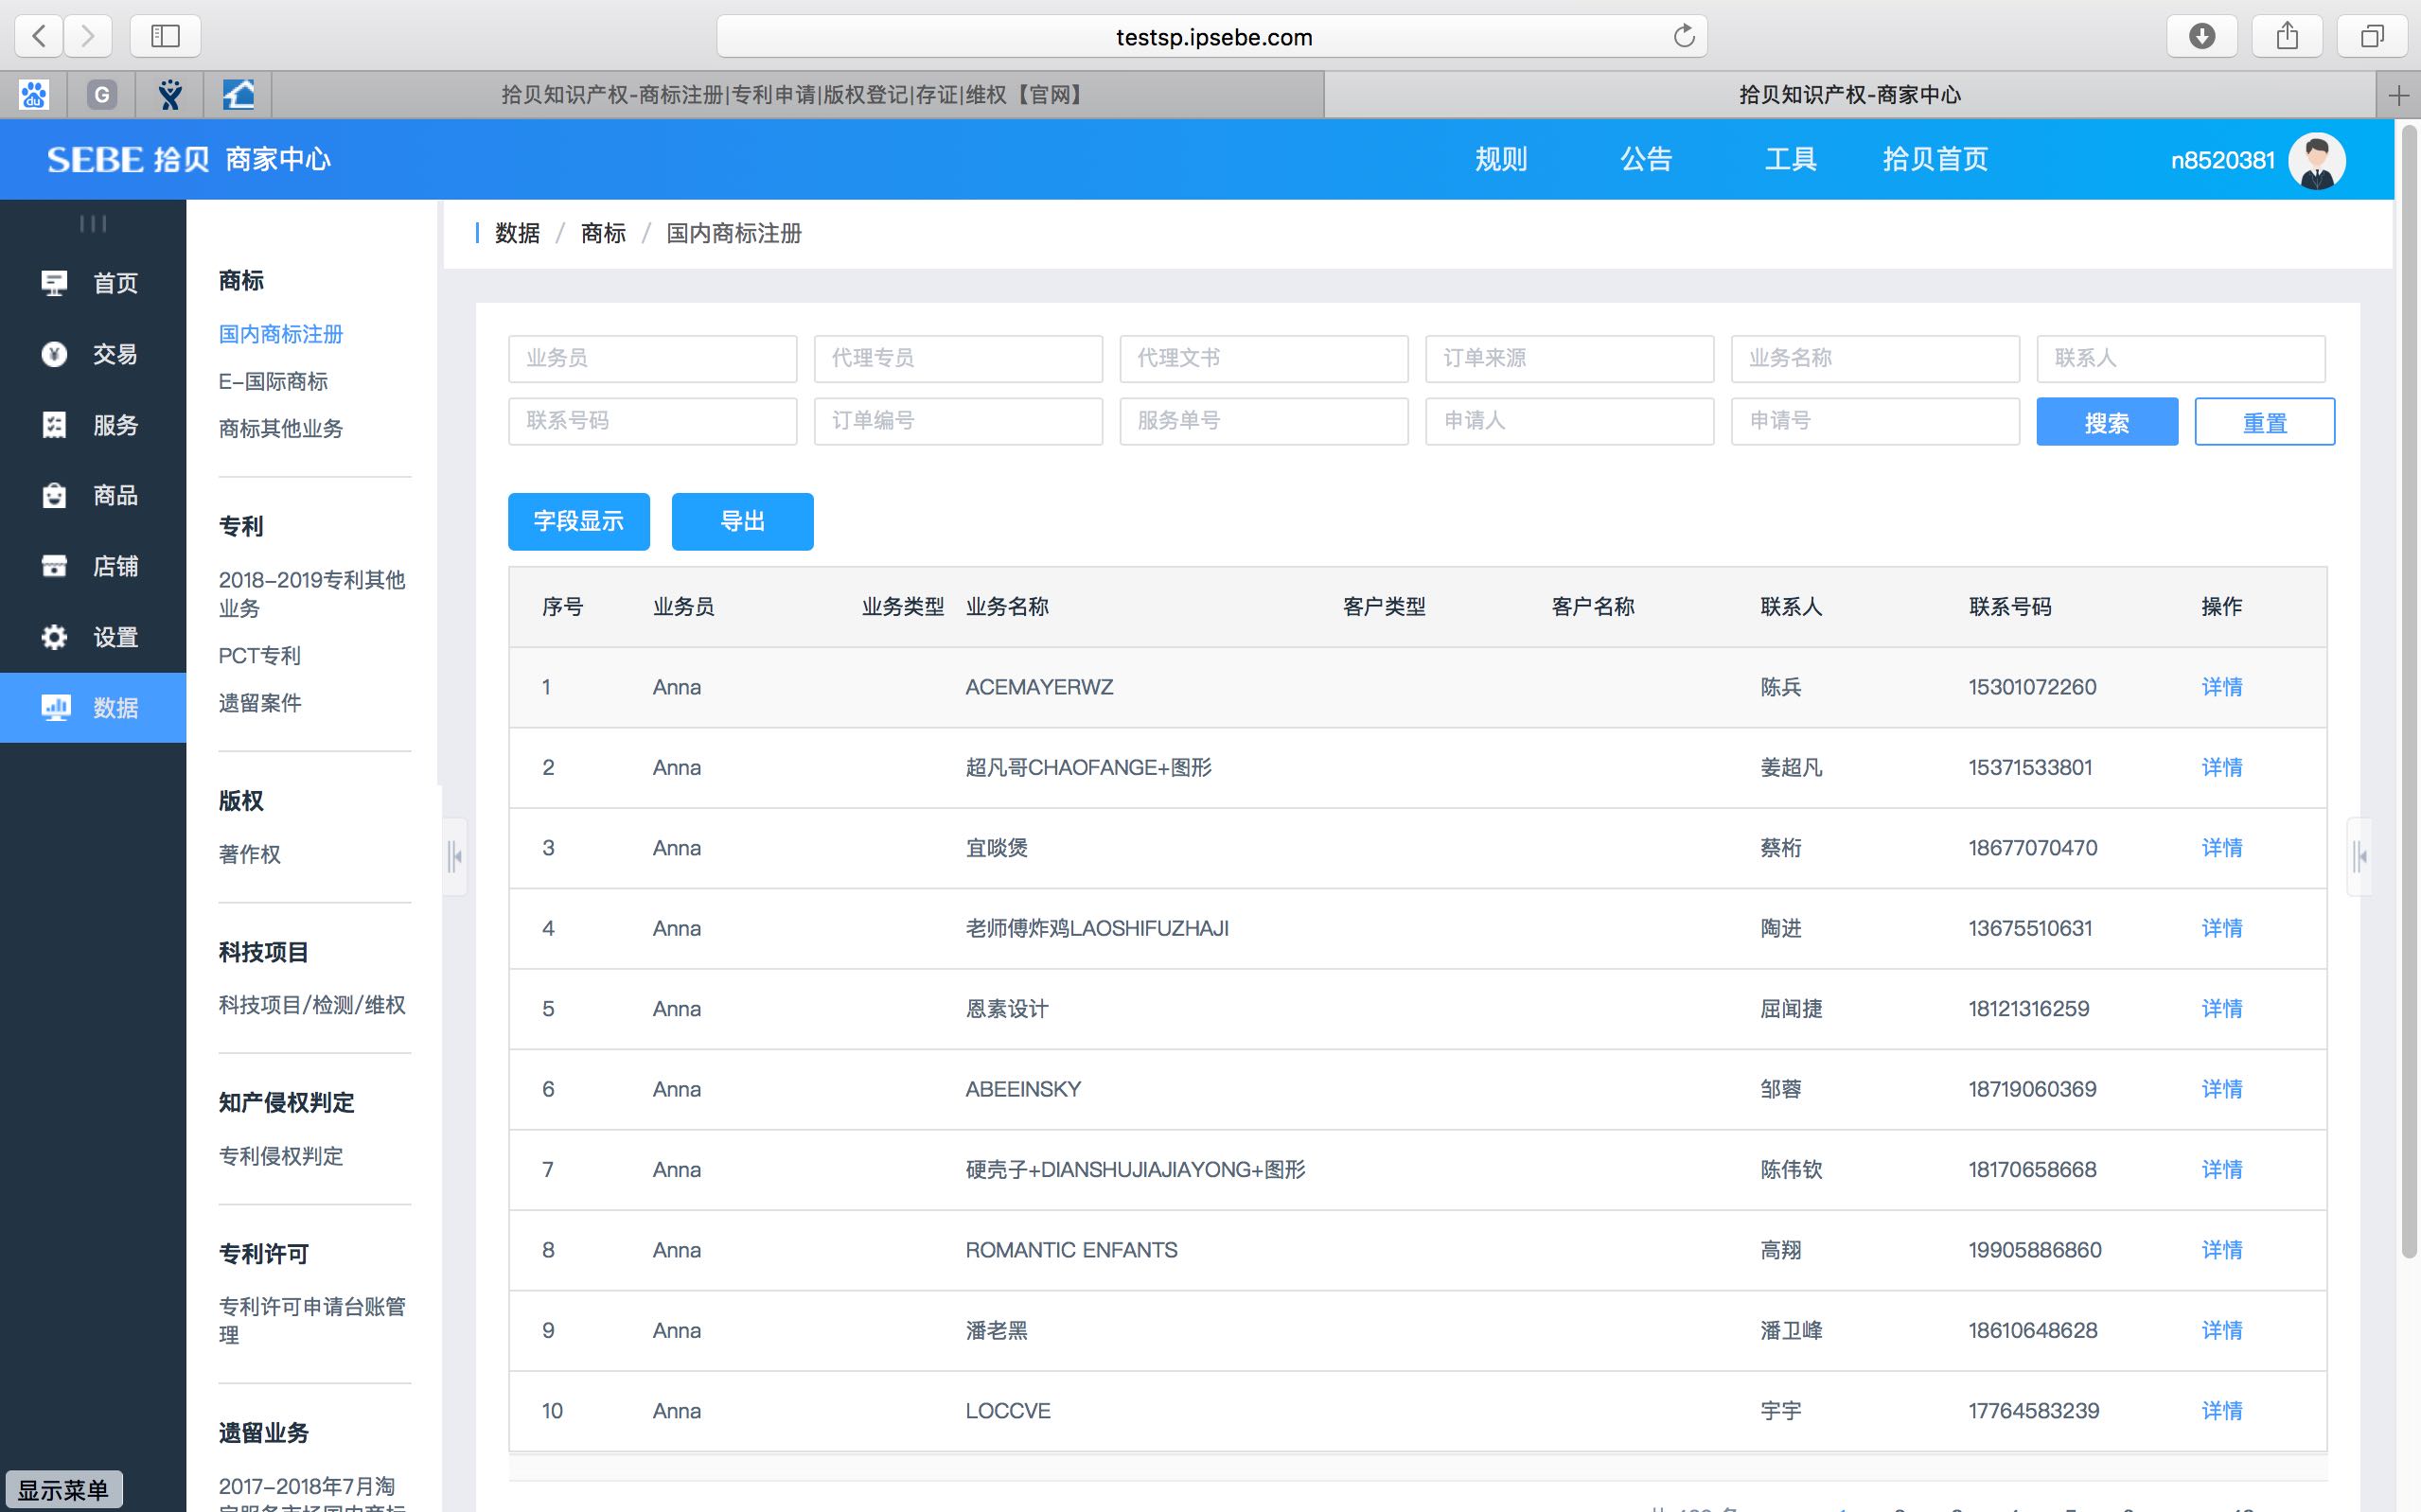 testsp.ipsebe.com
G
拾贝知识产权-商标注册|专利申请|版权登记|存证|维权【官网】
拾贝知识产权-商家中心
SEBE 拾贝 商家中心
规则
公告
工具
拾贝首页
n8520381
首页
交易
服务
商品
店铺
设置
数据
商标
国内商标注册
E-国际商标
商标其他业务
专利
2018-2019专利其他
业务
PCT专利
遗留案件
版权
著作权
科技项目
科技项目/检测/维权
知产侵权判定
专利侵权判定
专利许可
专利许可申请台账管
理
遗留业务
2017-2018年7月淘
显示菜单
数据 / 商标 / 国内商标注册
业务员 代理专员 代理文书 订单来源 业务名称 联系人
联系号码 订单编号 服务单号 申请人 申请号 搜索 重置
字段显示 导出
序号 业务员 业务类型 业务名称 客户类型 客户名称 联系人 联系号码 操作
1 Anna ACEMAYERWZ 陈兵 15301072260 详情
2 Anna 超凡哥CHAOFANGE+图形 姜超凡 15371533801 详情
3 Anna 宜啖煲 蔡桁 18677070470 详情
4 Anna 老师傅炸鸡LAOSHIFUZHAJI 陶进 13675510631 详情
5 Anna 恩素设计 屈闻捷 18121316259 详情
6 Anna ABEEINSKY 邹蓉 18719060369 详情
7 Anna 硬壳子+DIANSHUJIAJIAYONG+图形 陈伟钦 18170658668 详情
8 Anna ROMANTIC ENFANTS 高翔 19905886860 详情
9 Anna 潘老黑 潘卫峰 18610648628 详情
10 Anna LOCCVE 宇宇 17764583239 详情